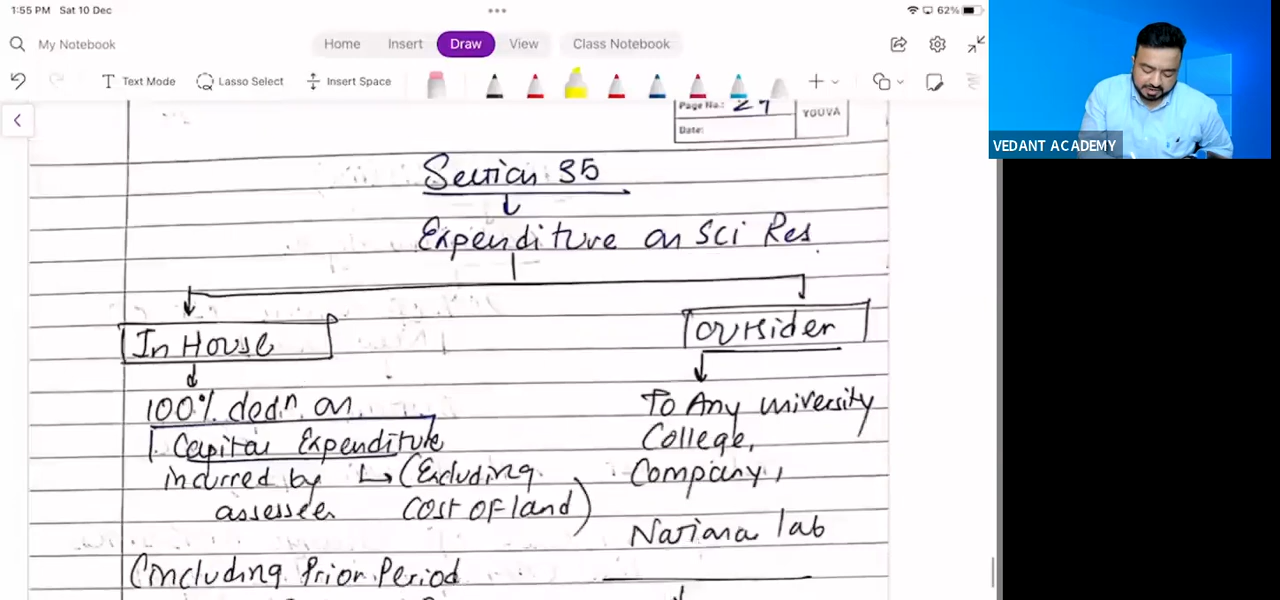 1:55 PM Sat 10 Dec
62%
My Notebook
Home Insert Draw View Class Notebook
Text Mode Lasso Select Insert Space
Page No.: 29
YOUVA
Date:
VEDANT ACADEMY
Section 35
Expenditure on Sci Res.
In House
Outsider
100% dedn on
1. Capital Expenditure
incurred by
assessee
(Excluding
cost of land)
(including Prior Period
To Any university
College,
Company,
National lab